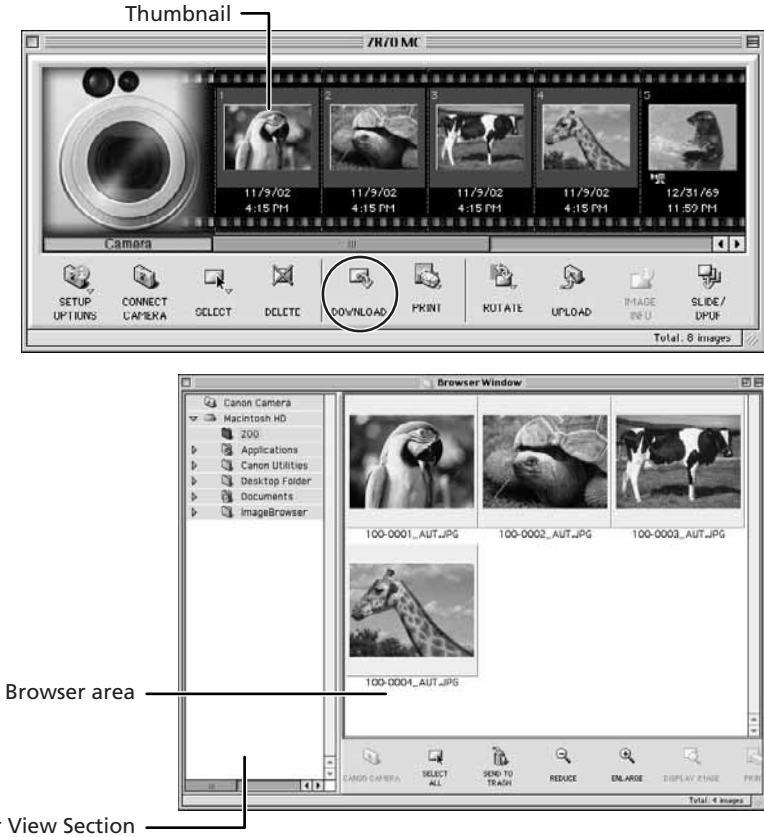 Thumbnail
ZR70 MC
1 2 3 4 5
11/9/02 11/9/02 11/9/02 11/9/02 12/31/69
4:15 PM 4:15 PM 4:15 PM 4:15 PM 11:59 PM
Camera
SETUP OPTIONS
CONNECT CAMERA
SELECT
DELETE
DOWNLOAD
PRINT
ROTATE
UPLOAD
IMAGE INFO
SLIDE/ DPOF
Total: 8 images
Browser Window
Canon Camera
Macintosh HD
ZOO
Applications
Canon Utilities
Desktop Folder
Documents
ImageBrowser
100-0001_AUT.JPG 100-0002_AUT.JPG 100-0003_AUT.JPG
100-0004_AUT.JPG
Browser area
CANON CAMERA
SELECT ALL
SEND TO TRASH
REDUCE
ENLARGE
DISPLAY IMAGE
Total: 4 images
View Section